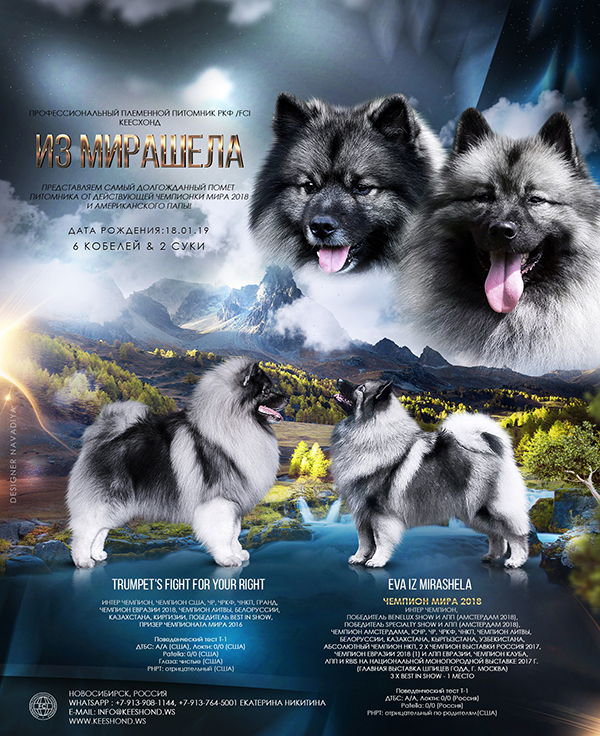 ПРОФЕССИОНАЛЬНЫЙ ПЛЕМЕННОЙ ПИТОМНИК РКФ /FCI
КЕЕСХОНД
ИЗ МИРАШЕЛА
ПРЕДСТАВЛЯЕМ САМЫЙ ДОЛГОЖДАННЫЙ ПОМЕТ
ПИТОМНИКА ОТ ДЕЙСТВУЮЩЕЙ ЧЕМПИОНКИ МИРА 2018
И АМЕРИКАНСКОГО ПАПЫ!
ДАТА РОЖДЕНИЯ:18.01.19
6 КОБЕЛЕЙ & 2 СУКИ
DESIGNER NAVADIYA
TRUMPET'S FIGHT FOR YOUR RIGHT
ИНТЕР ЧЕМПИОН, ЧЕМПИОН США, ЧР, ЧРКФ, ЧНКП, ГРАНД,
ЧЕМПИОН ЕВРАЗИИ 2018, ЧЕМПИОН ЛИТВЫ, БЕЛОРУССИИ,
КАЗАХСТАНА, КИРГИЗИИ, ПОБЕДИТЕЛЬ BEST IN SHOW,
ПРИЗЕР ЧЕМПИОНАТА МИРА 2016
Поведенческий тест Т-1
ДТБС: А/А (США), Локти: 0/0 (США)
Patella: 0/0 (США)
Глаза: чистые (США)
PHPT: отрицательный (США)
EVA IZ MIRASHELA
ЧЕМПИОН МИРА 2018
ИНТЕР ЧЕМПИОН,
ПОБЕДИТЕЛЬ BENELUX SHOW И ЛПП (АМСТЕРДАМ 2018),
ПОБЕДИТЕЛЬ SPECIALTY SHOW И ЛПП (АМСТЕРДАМ 2018),
ЧЕМПИОН АМСТЕРДАМА, ЮЧР, ЧР, ЧРКФ, ЧНКП, ЧЕМПИОН ЛИТВЫ,
БЕЛОРУССИИ, КАЗАХСТАНА, КЫРГЫЗСТАНА, УЗБЕКИСТАНА,
АБСОЛЮТНЫЙ ЧЕМПИОН НКП, 2 Х ЧЕМПИОН ВЫСТАВКИ РОССИЯ 2017,
ЧЕМПИОН ЕВРАЗИИ 2018 (1) И ЛПП ЕВРАЗИИ, ЧЕМПИОН КЛУБА,
ЛПП И RBIS НА НАЦИОНАЛЬНОЙ МОНОПОРОДНОЙ ВЫСТАВКЕ 2017 Г.
(ГЛАВНАЯ ВЫСТАВКА ШПИЦЕВ ГОДА, Г. МОСКВА)
3 X BEST IN SHOW - 1 МЕСТО
Поведенческий тест Т-1
ДТБС: А/А, Локти: 0/0 (Россия)
Patella: 0/0 (Россия)
PHPT: отрицательный по родителям(США)
FCI
НОВОСИБИРСК, РОССИЯ
WHATSAPP : +7-913-908-1144, +7-913-764-5001 ЕКАТЕРИНА НИКИТИНА
E-MAIL: INFO@KEESHOND.WS
WWW.KEESHOND.WS